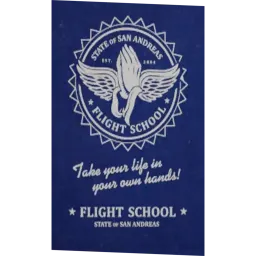 STATE OF SAN ANDREAS
EST. 2004
FLIGHT SCHOOL
Take your life in
your own hands!
★ FLIGHT SCHOOL ★
STATE OF SAN ANDREAS